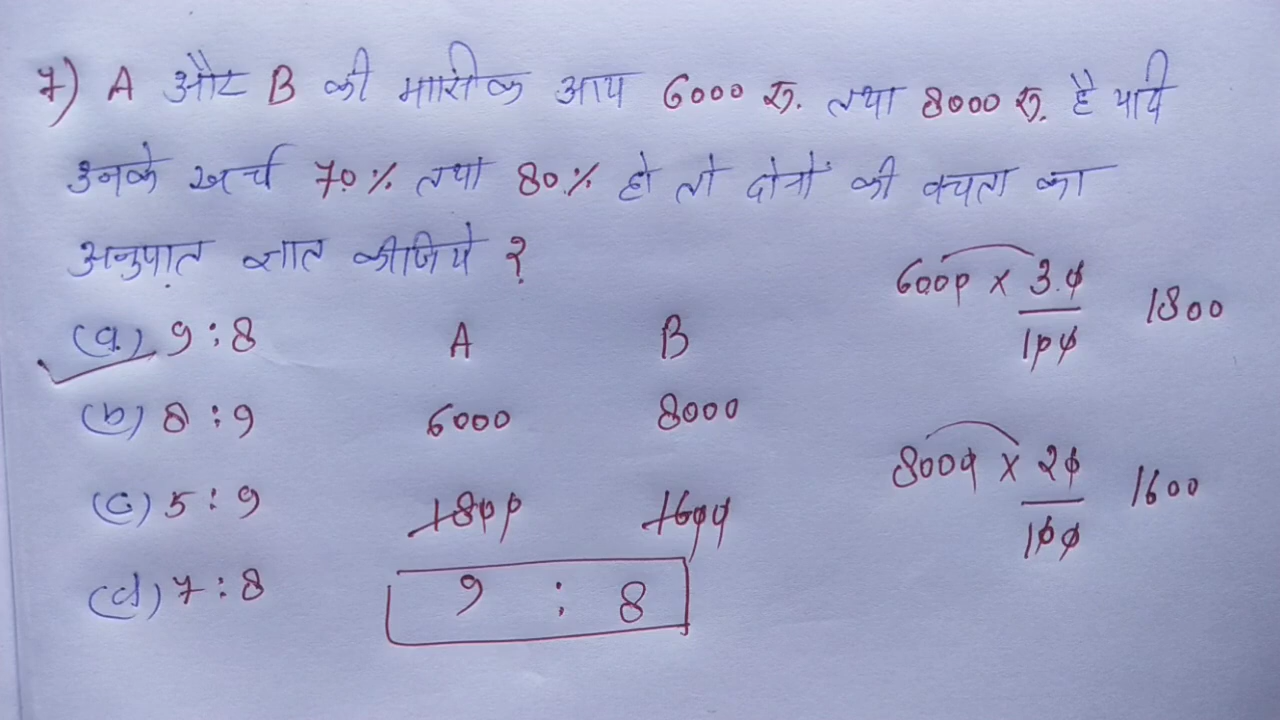 7) A और B की मासीक आय 6000 रु. तथा 8000 रु. है यदि
उनके खर्च 70% तथा 80% हो तो दोनों की बचत का
अनुपात ज्ञात कीजिये ?
(a) 9 : 8
(b) 8 : 9
(c) 5 : 9
(d) 7 : 8
A B
6000 8000
1800 1600
9 : 8
6000 x 30/100 1800
8000 x 20/100 1600